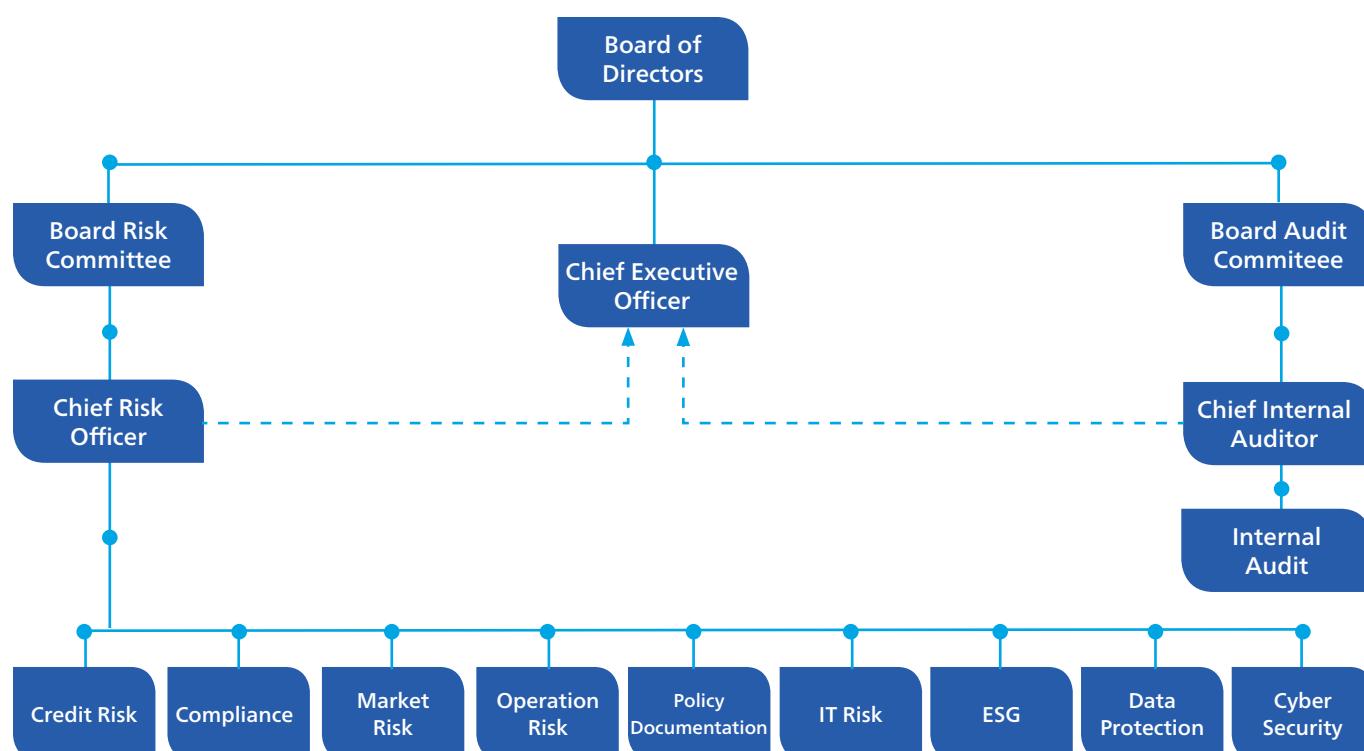 Board of
Directors
Board Risk
Committee
Chief Executive
Officer
Board Audit
Commiteee
Chief Risk
Officer
Chief Internal
Auditor
Internal
Audit
Credit Risk
Compliance
Market
Risk
Operation
Risk
Policy
Documentation
IT Risk
ESG
Data
Protection
Cyber
Security